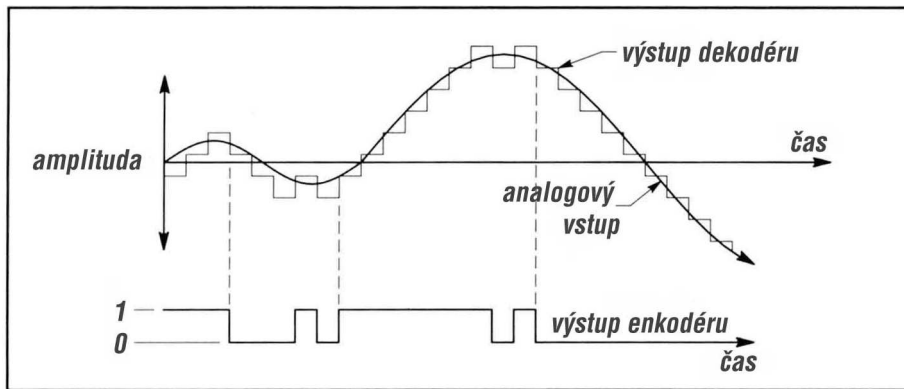 výstup dekodéru
čas
amplituda
analogový
vstup
1
výstup enkodéru
0
čas